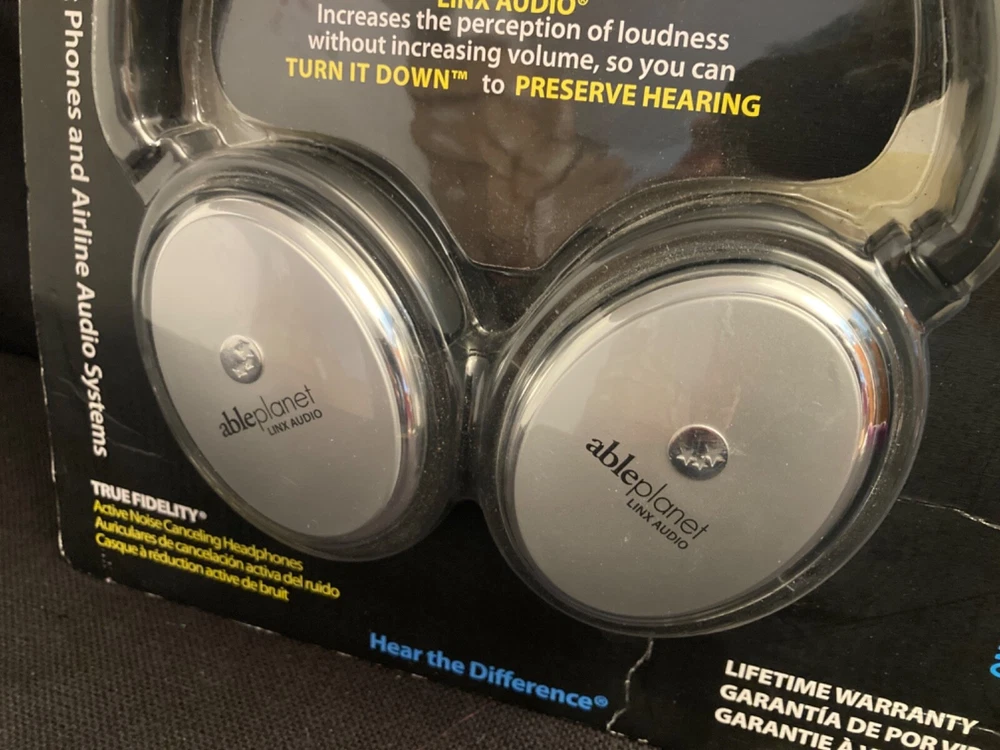 LINX AUDIO®
Increases the perception of loudness
without increasing volume, so you can
TURN IT DOWN™ to PRESERVE HEARING
Phones and Airline Audio Systems
ableplanet
LINX AUDIO
ableplanet
LINX AUDIO
TRUE FIDELITY®
Active Noise Canceling Headphones
Auriculares de cancelación activa del ruido
Casque à réduction active de bruit
Hear the Difference®
LIFETIME WARRANTY
GARANTÍA DE POR
GARANTIE À